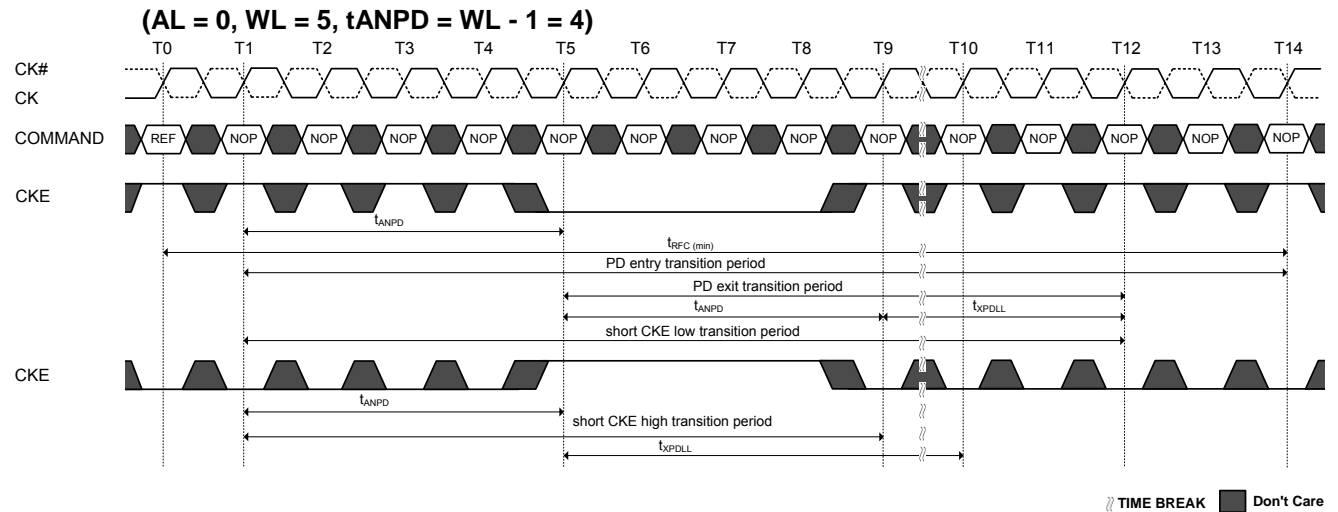 (AL = 0, WL = 5, tANPD = WL - 1 = 4)
T0 T1 T2 T3 T4 T5 T6 T7 T8 T9 T10 T11 T12 T13 T14
CK#
CK
COMMAND REF NOP NOP NOP NOP NOP NOP NOP NOP NOP NOP NOP NOP NOP NOP
CKE
tANPD
tRFC (min)
PD entry transition period
PD exit transition period
tANPD tXPDLL
short CKE low transition period
CKE
tANPD
short CKE high transition period
tXPDLL
TIME BREAK Don't Care